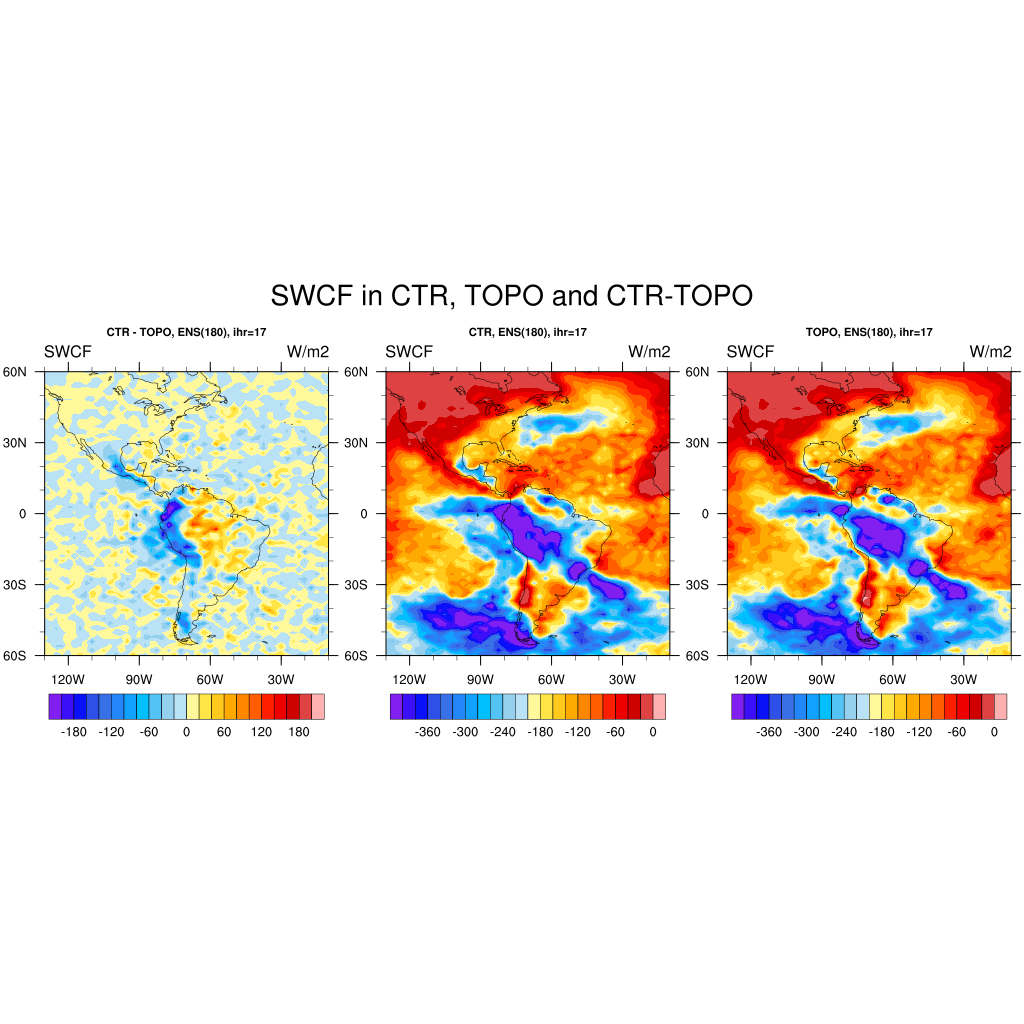 SWCF in CTR, TOPO and CTR-TOPO
CTR - TOPO, ENS(180), ihr=17
SWCF W/m2
60N
30N
0
30S
60S
120W 90W 60W 30W
-180 -120 -60 0 60 120 180
CTR, ENS(180), ihr=17
SWCF W/m2
60N
30N
0
30S
60S
120W 90W 60W 30W
-360 -300 -240 -180 -120 -60 0
TOPO, ENS(180), ihr=17
SWCF W/m2
60N
30N
0
30S
60S
120W 90W 60W 30W
-360 -300 -240 -180 -120 -60 0